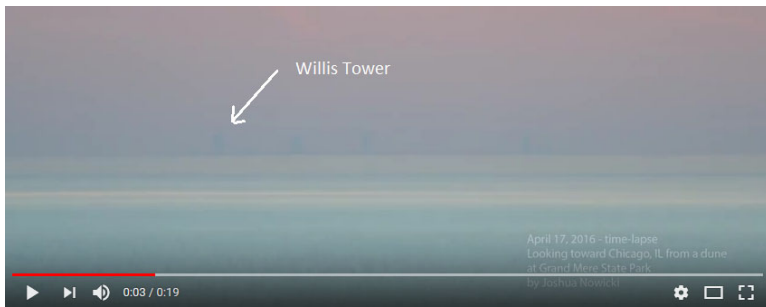 Willis Tower
April 17, 2016 - time-lapse
Looking toward Chicago, IL from a dune
at Grand Mere State Park
by Joshua Nowicki
0:03 / 0:19